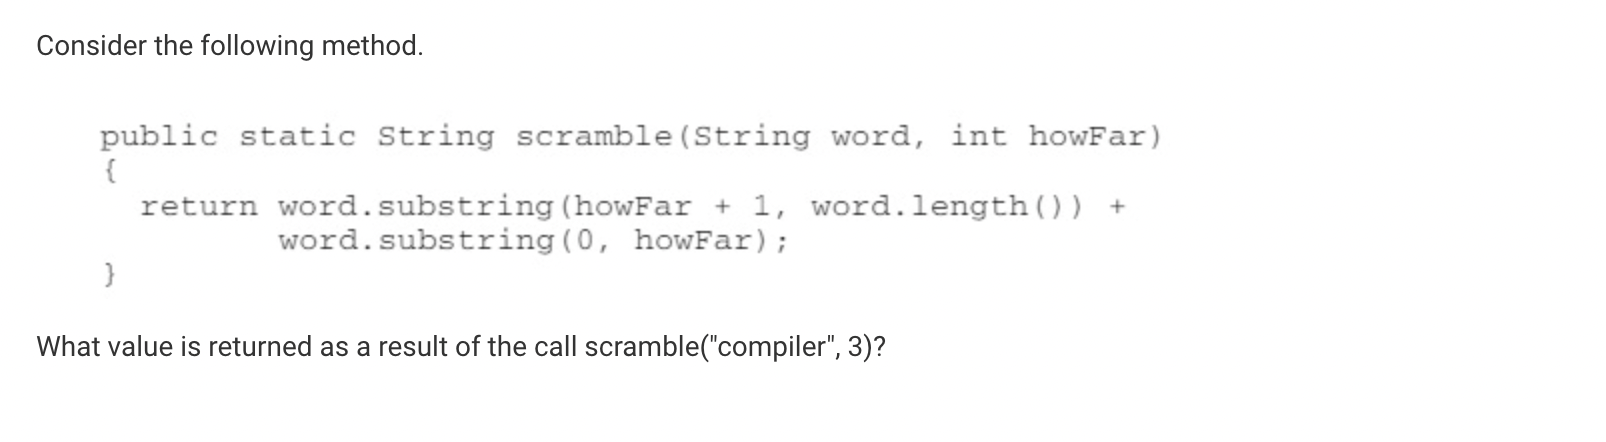 Consider the following method.
public static String scramble(String word, int howFar)
{
return word.substring(howFar + 1, word.length()) +
word.substring(0, howFar);
}
What value is returned as a result of the call scramble("compiler", 3)?